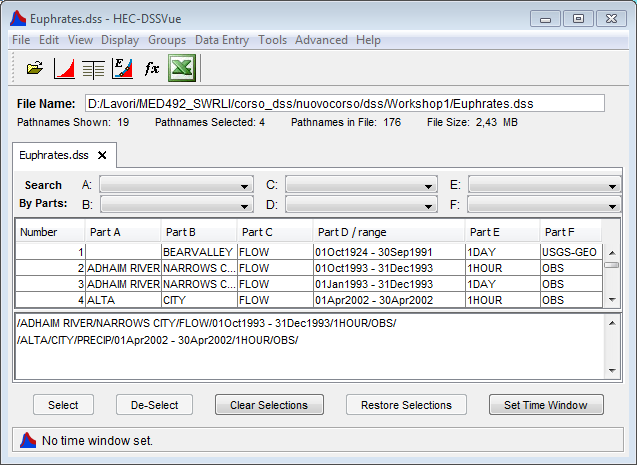 Euphrates.dss - HEC-DSSVue
File Edit View Display Groups Data Entry Tools Advanced Help
E fx
File Name: D:/Lavori/MED492_SWRLI/corso_dss/nuovocorso/dss/Workshop1/Euphrates.dss
Pathnames Shown: 19 Pathnames Selected: 4 Pathnames in File: 176 File Size: 2,43 MB
Euphrates.dss
Search A: C: E:
By Parts: B: D: F:
Number Part A Part B Part C Part D / range Part E Part F
1 BEARVALLEY FLOW 01Oct1924 - 30Sep1991 1DAY USGS-GEO
2 ADHAIM RIVER NARROWS C... FLOW 01Oct1993 - 31Dec1993 1HOUR OBS
3 ADHAIM RIVER NARROWS C... FLOW 01Jan1993 - 31Dec1993 1DAY OBS
4 ALTA CITY FLOW 01Apr2002 - 30Apr2002 1HOUR OBS
/ADHAIM RIVER/NARROWS CITY/FLOW/01Oct1993 - 31Dec1993/1HOUR/OBS/
/ALTA/CITY/PRECIP/01Apr2002 - 30Apr2002/1HOUR/OBS/
Select De-Select Clear Selections Restore Selections Set Time Window
No time window set.